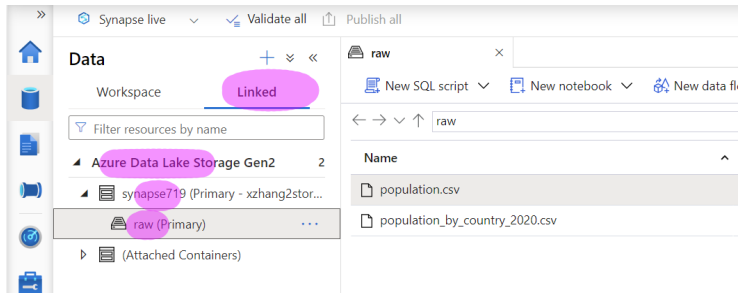 Synapse live
Validate all
Publish all
Data
Workspace
Linked
Filter resources by name
Azure Data Lake Storage Gen2 2
synapse719 (Primary - xzhang2stor...
raw (Primary) ...
(Attached Containers)
raw
New SQL script
New notebook
New data fl
raw
Name
population.csv
population_by_country_2020.csv